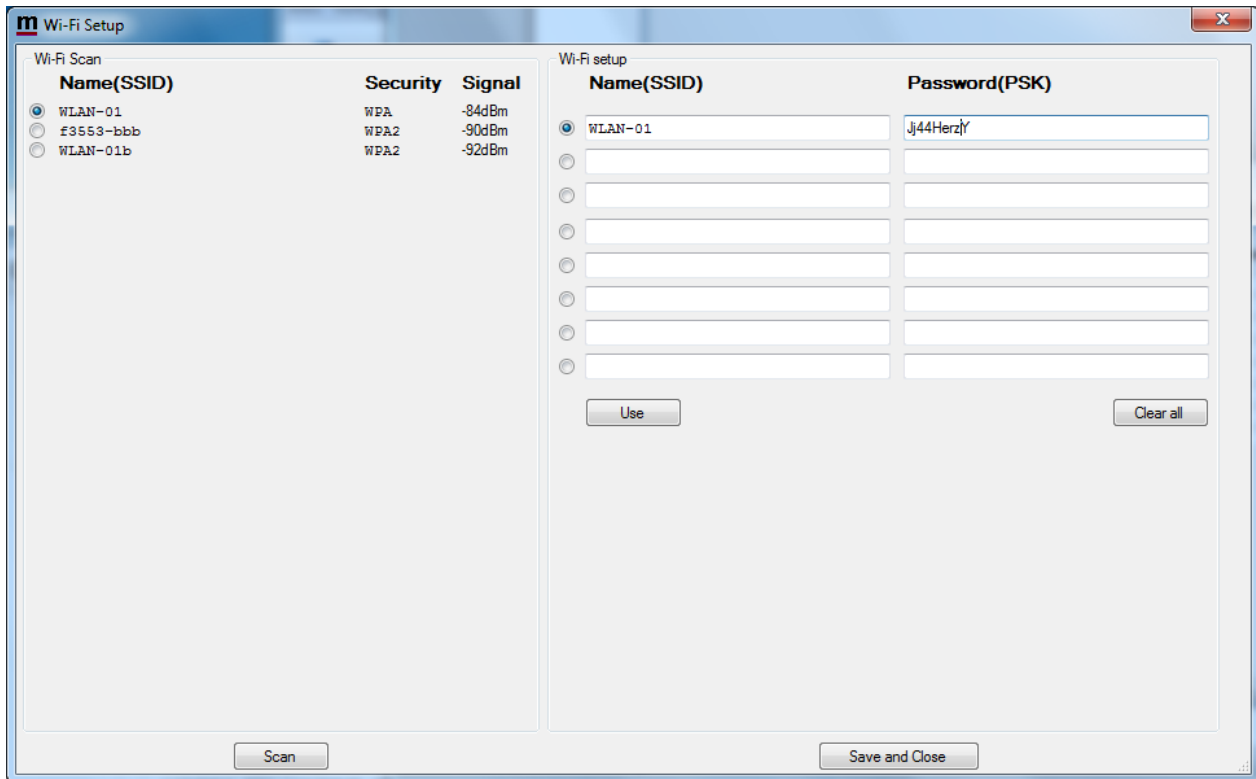 m Wi-Fi Setup
Wi-Fi Scan
Name(SSID) Security Signal
WLAN-01 WPA -84dBm
f3553-bbb WPA2 -90dBm
WLAN-01b WPA2 -92dBm
Scan
Wi-Fi setup
Name(SSID) Password(PSK)
WLAN-01 Jj44HerzY
Use Clear all
Save and Close